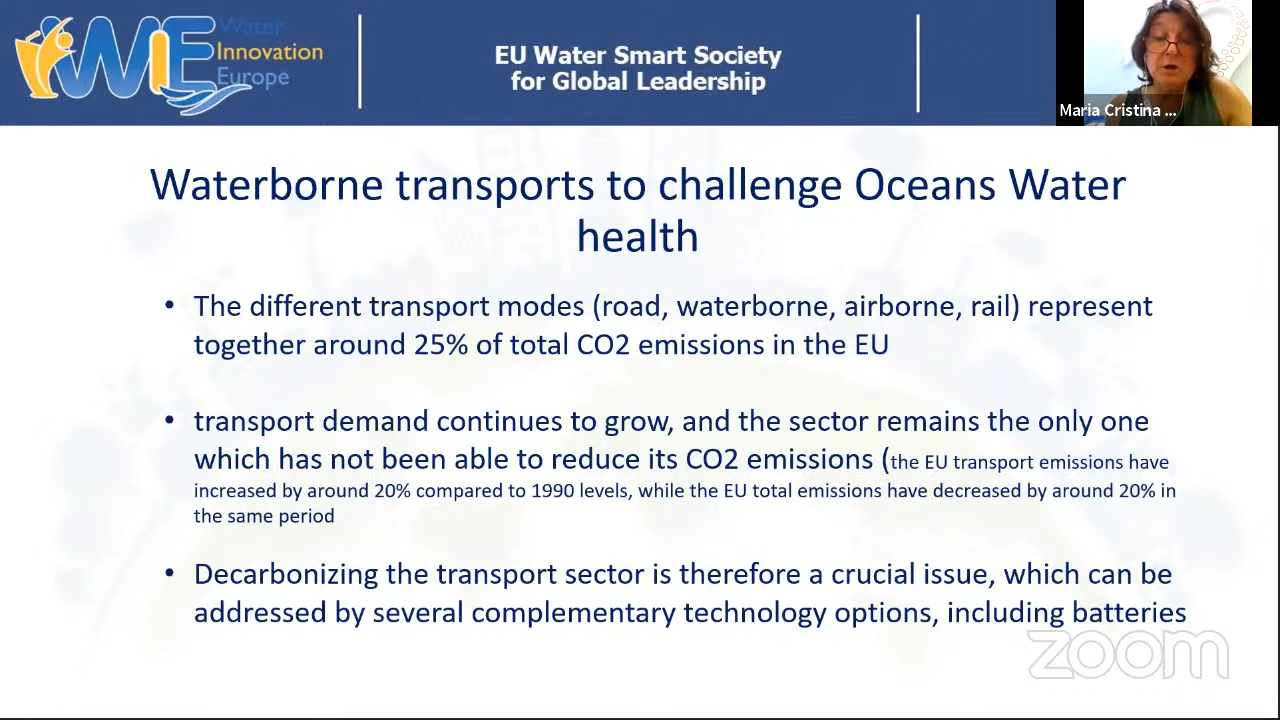 Water
Innovation
Europe
WIE
EU Water Smart Society
for Global Leadership
Maria Cristina ...
Waterborne transports to challenge Oceans Water
health
• The different transport modes (road, waterborne, airborne, rail) represent
together around 25% of total CO2 emissions in the EU
• transport demand continues to grow, and the sector remains the only one
which has not been able to reduce its CO2 emissions (the EU transport emissions have
increased by around 20% compared to 1990 levels, while the EU total emissions have decreased by around 20% in
the same period
• Decarbonizing the transport sector is therefore a crucial issue, which can be
addressed by several complementary technology options, including batteries
zoom